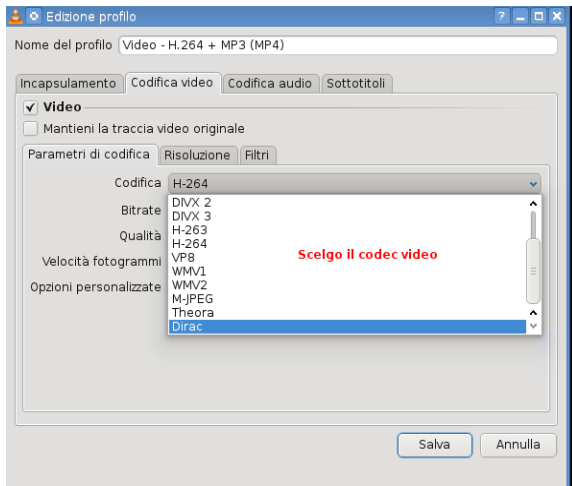 Edizione profilo
Nome del profilo Video - H.264 + MP3 (MP4)
Incapsulamento Codifica video Codifica audio Sottotitoli
Video
Mantieni la traccia video originale
Parametri di codifica Risoluzione Filtri
Codifica H-264
Bitrate
Qualità
Velocità fotogrammi
Opzioni personalizzate
DIVX 2
DIVX 3
H-263
H-264
VP8
WMV1
WMV2
M-JPEG
Theora
Dirac
Scelgo il codec video
Salva Annulla